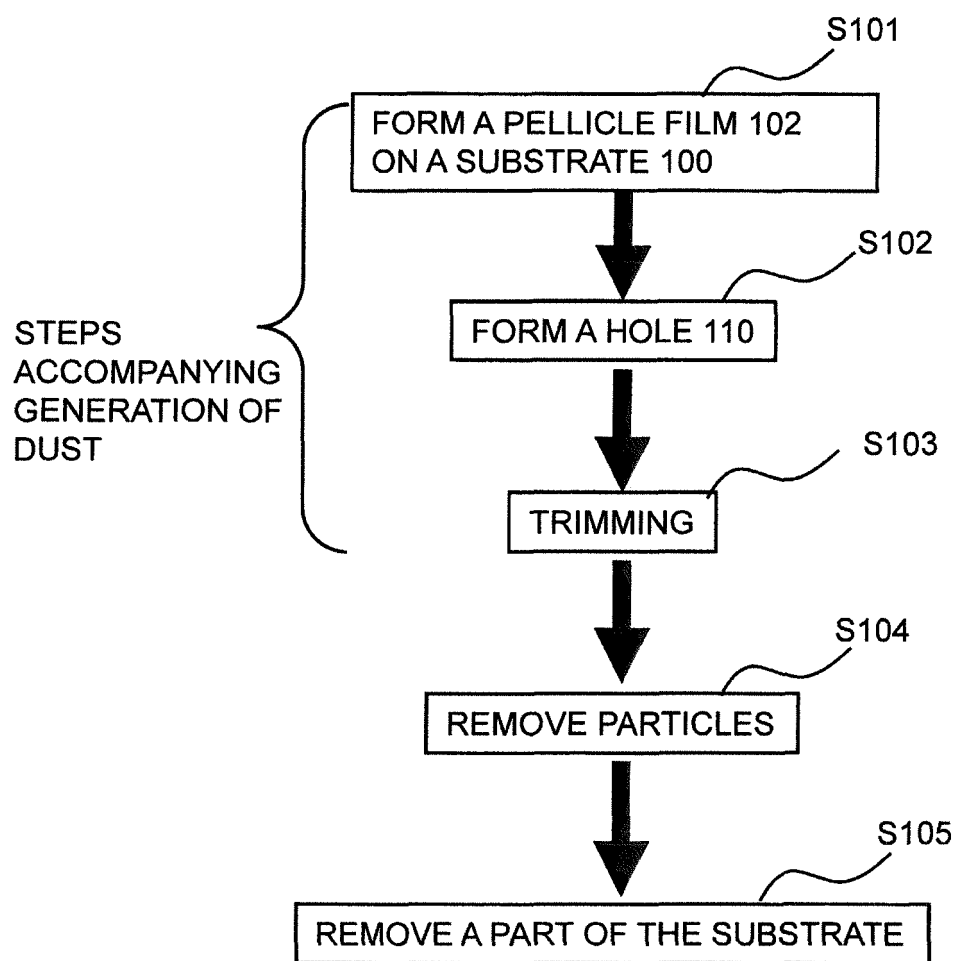 S101
FORM A PELLICLE FILM 102
ON A SUBSTRATE 100
S102
FORM A HOLE 110
STEPS
ACCOMPANYING
GENERATION OF
DUST
S103
TRIMMING
S104
REMOVE PARTICLES
S105
REMOVE A PART OF THE SUBSTRATE